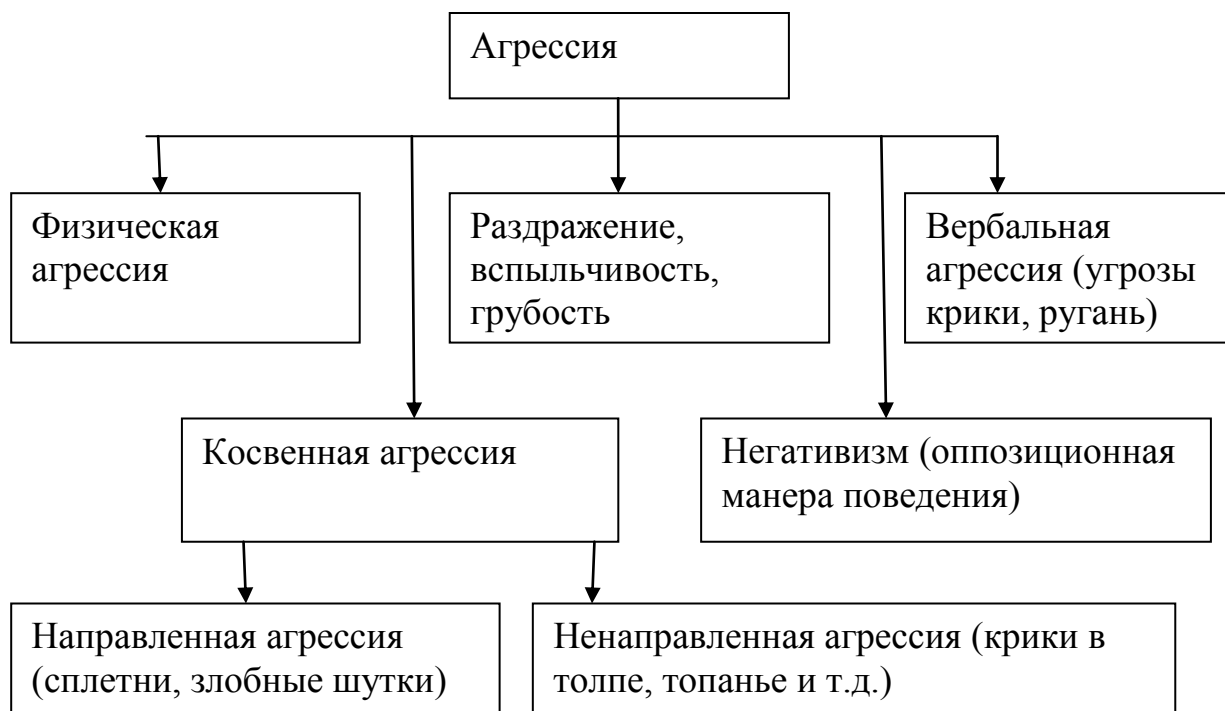 Агрессия
Физическая
агрессия
Раздражение,
вспыльчивость,
грубость
Вербальная
агрессия (угрозы
крики, ругань)
Косвенная агрессия
Негативизм (оппозиционная
манера поведения)
Направленная агрессия
(сплетни, злобные шутки)
Ненаправленная агрессия (крики в
толпе, топанье и т.д.)